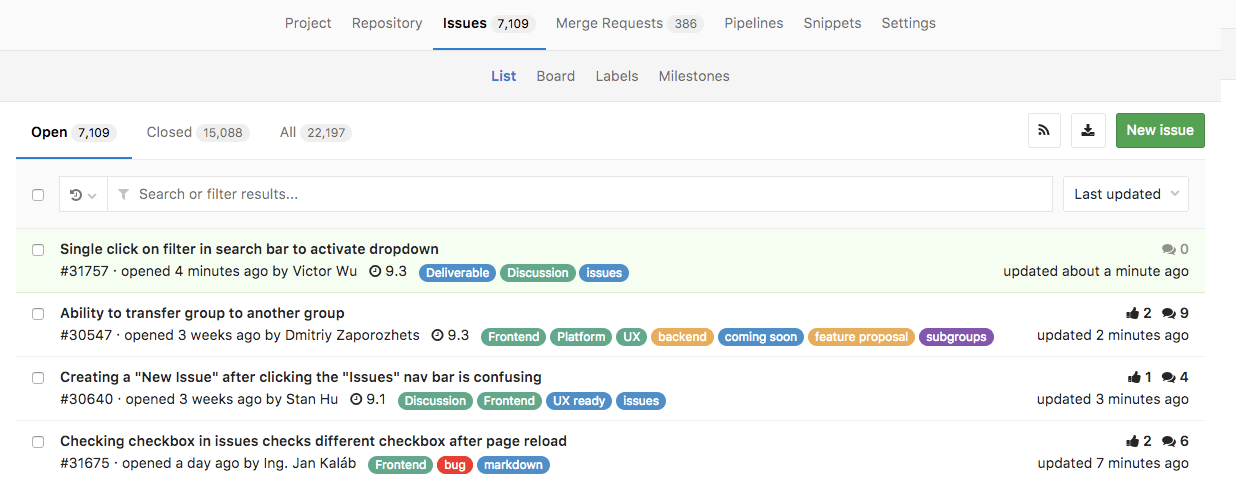 Project Repository Issues 7,109 Merge Requests 386 Pipelines Snippets Settings
List Board Labels Milestones
Open 7,109 Closed 15,088 All 22,197 New issue
Search or filter results... Last updated
Single click on filter in search bar to activate dropdown 0
#31757 · opened 4 minutes ago by Victor Wu 9.3 Deliverable Discussion issues updated about a minute ago
Ability to transfer group to another group 2 9
#30547 · opened 3 weeks ago by Dmitriy Zaporozhets 9.3 Frontend Platform UX backend coming soon feature proposal subgroups updated 2 minutes ago
Creating a "New Issue" after clicking the "Issues" nav bar is confusing 1 4
#30640 · opened 3 weeks ago by Stan Hu 9.1 Discussion Frontend UX ready issues updated 3 minutes ago
Checking checkbox in issues checks different checkbox after page reload 2 6
#31675 · opened a day ago by Ing. Jan Kaláb Frontend bug markdown updated 7 minutes ago